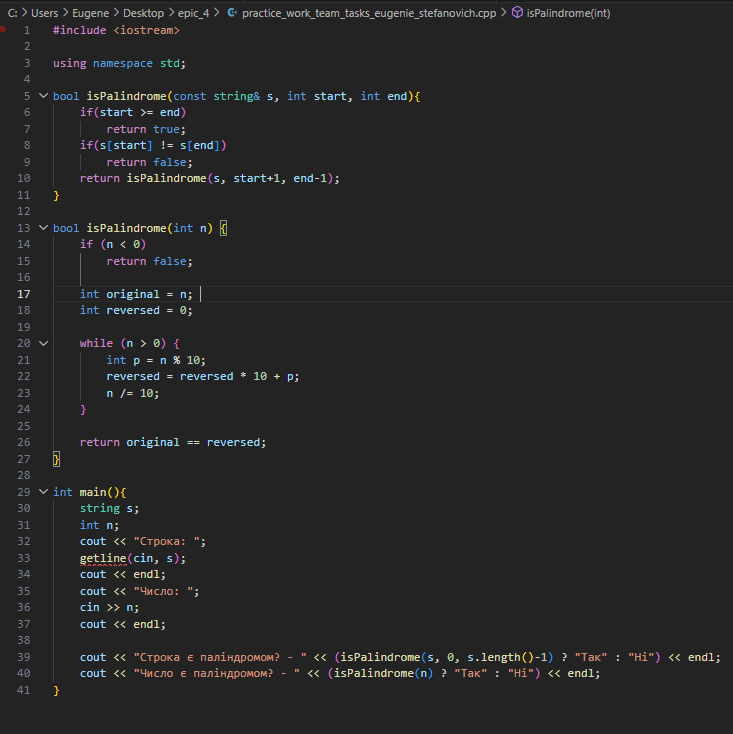 C: > Users > Eugene > Desktop > epic_4 > practice_work_team_tasks_eugenie_stefanovich.cpp > isPalindrome(int)
1 #include <iostream>
2
3 using namespace std;
4
5 bool isPalindrome(const string& s, int start, int end){
6 if(start >= end)
7 return true;
8 if(s[start] != s[end])
9 return false;
10 return isPalindrome(s, start+1, end-1);
11 }
12
13 bool isPalindrome(int n) {
14 if (n < 0)
15 return false;
16
17 int original = n;
18 int reversed = 0;
19
20 while (n > 0) {
21 int p = n % 10;
22 reversed = reversed * 10 + p;
23 n /= 10;
24 }
25
26 return original == reversed;
27 }
28
29 int main(){
30 string s;
31 int n;
32 cout << "Строка: ";
33 getline(cin, s);
34 cout << endl;
35 cout << "Число: ";
36 cin >> n;
37 cout << endl;
38
39 cout << "Строка є паліндромом? - " << (isPalindrome(s, 0, s.length()-1) ? "Так" : "Ні") << endl;
40 cout << "Число є паліндромом? - " << (isPalindrome(n) ? "Так" : "Ні") << endl;
41 }